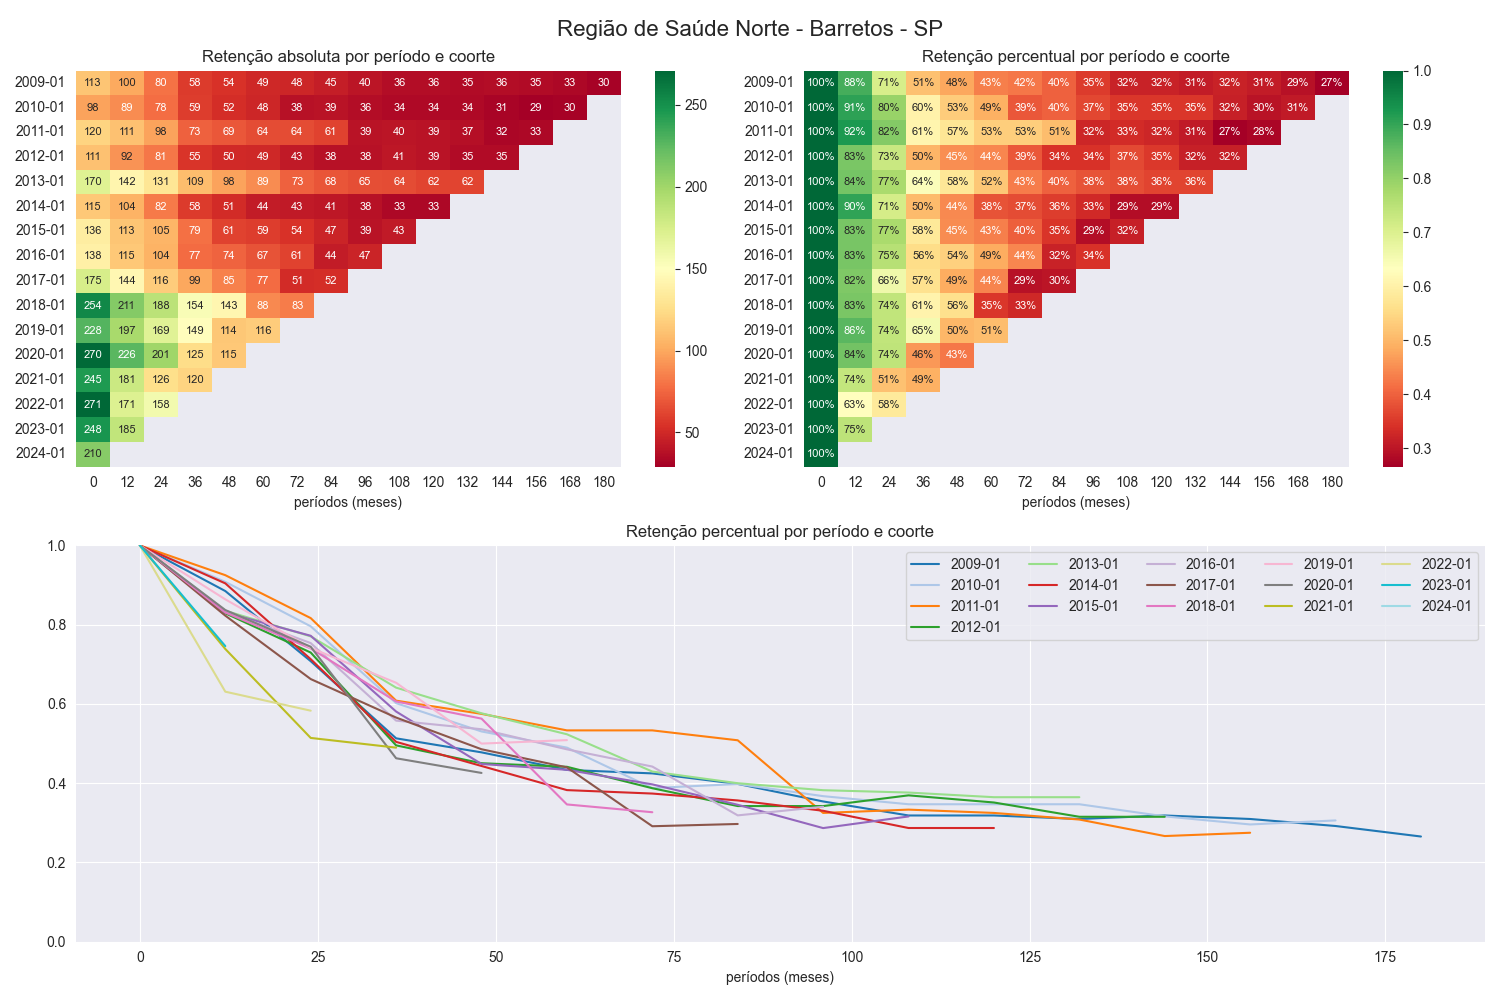 Região de Saúde Norte - Barretos - SP
Retenção absoluta por período e coorte
2009-01 113 100 80 58 54 49 48 45 40 36 36 35 36 35 33 30
2010-01 98 89 78 59 52 48 38 39 36 34 34 34 31 29 30
2011-01 120 111 98 73 69 64 64 61 39 40 39 37 32 33
2012-01 111 92 81 55 50 49 43 38 38 41 39 35 35
2013-01 170 142 131 109 98 89 73 68 65 64 62 62
2014-01 115 104 82 58 51 44 43 41 38 33 33
2015-01 136 113 105 79 61 59 54 47 39 43
2016-01 138 115 104 77 74 67 61 44 47
2017-01 175 144 116 99 85 77 51 52
2018-01 254 211 188 154 143 88 83
2019-01 228 197 169 149 114 116
2020-01 270 226 201 125 115
2021-01 245 181 126 120
2022-01 271 171 158
2023-01 248 185
2024-01 210
0 12 24 36 48 60 72 84 96 108 120 132 144 156 168 180
períodos (meses)
250
200
150
100
50
Retenção percentual por período e coorte
2009-01 100% 88% 71% 51% 48% 43% 42% 40% 35% 32% 32% 31% 32% 31% 29% 27%
2010-01 100% 91% 80% 60% 53% 49% 39% 40% 37% 35% 35% 35% 32% 30% 31%
2011-01 100% 92% 82% 61% 57% 53% 53% 51% 32% 33% 32% 31% 27% 28%
2012-01 100% 83% 73% 50% 45% 44% 39% 34% 34% 37% 35% 32% 32%
2013-01 100% 84% 77% 64% 58% 52% 43% 40% 38% 38% 36% 36%
2014-01 100% 90% 71% 50% 44% 38% 37% 36% 33% 29% 29%
2015-01 100% 83% 77% 58% 45% 43% 40% 35% 29% 32%
2016-01 100% 83% 75% 56% 54% 49% 44% 32% 34%
2017-01 100% 82% 66% 57% 49% 44% 29% 30%
2018-01 100% 83% 74% 61% 56% 35% 33%
2019-01 100% 86% 74% 65% 50% 51%
2020-01 100% 84% 74% 46% 43%
2021-01 100% 74% 51% 49%
2022-01 100% 63% 58%
2023-01 100% 75%
2024-01 100%
0 12 24 36 48 60 72 84 96 108 120 132 144 156 168 180
períodos (meses)
1.0
0.9
0.8
0.7
0.6
0.5
0.4
0.3
Retenção percentual por período e coorte
1.0
0.8
0.6
0.4
0.2
0.0
2009-01 2013-01 2016-01 2019-01 2022-01
2010-01 2014-01 2017-01 2020-01 2023-01
2011-01 2015-01 2018-01 2021-01 2024-01
2012-01
0 25 50 75 100 125 150 175
períodos (meses)